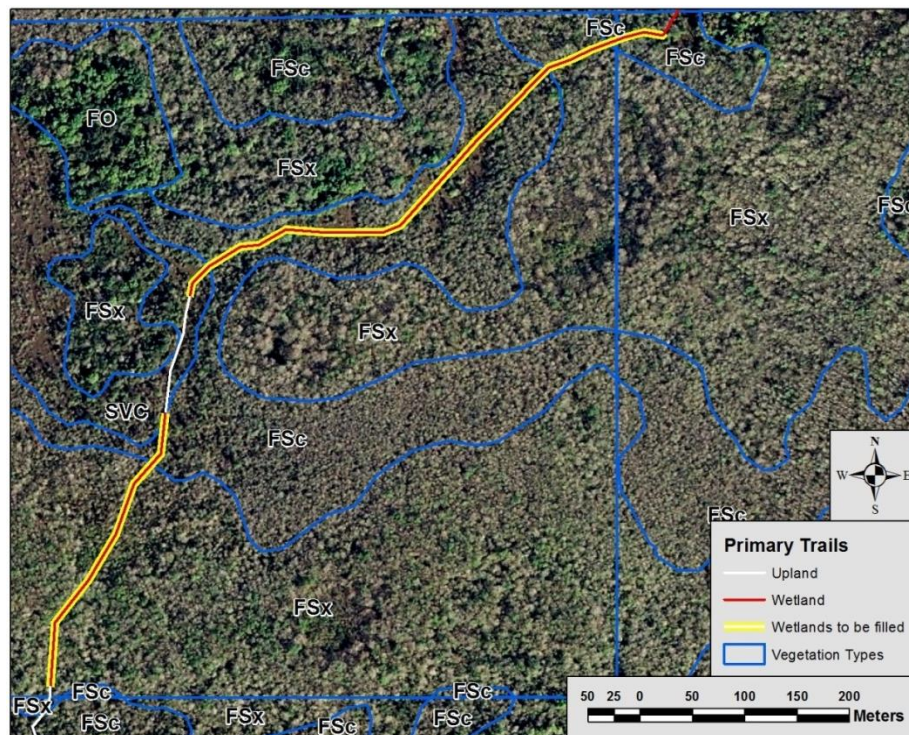 FSc
FSc
FSc
FO
FSx
FSx
FSc
FSx
FSx
SVC
FSc
FSc
FSx
FSx
FSc
FSc
FSx
FSc
FSc
FSc
N
W E
S
Primary Trails
Upland
Wetland
Wetlands to be filled
Vegetation Types
50 25 0 50 100 150 200
Meters